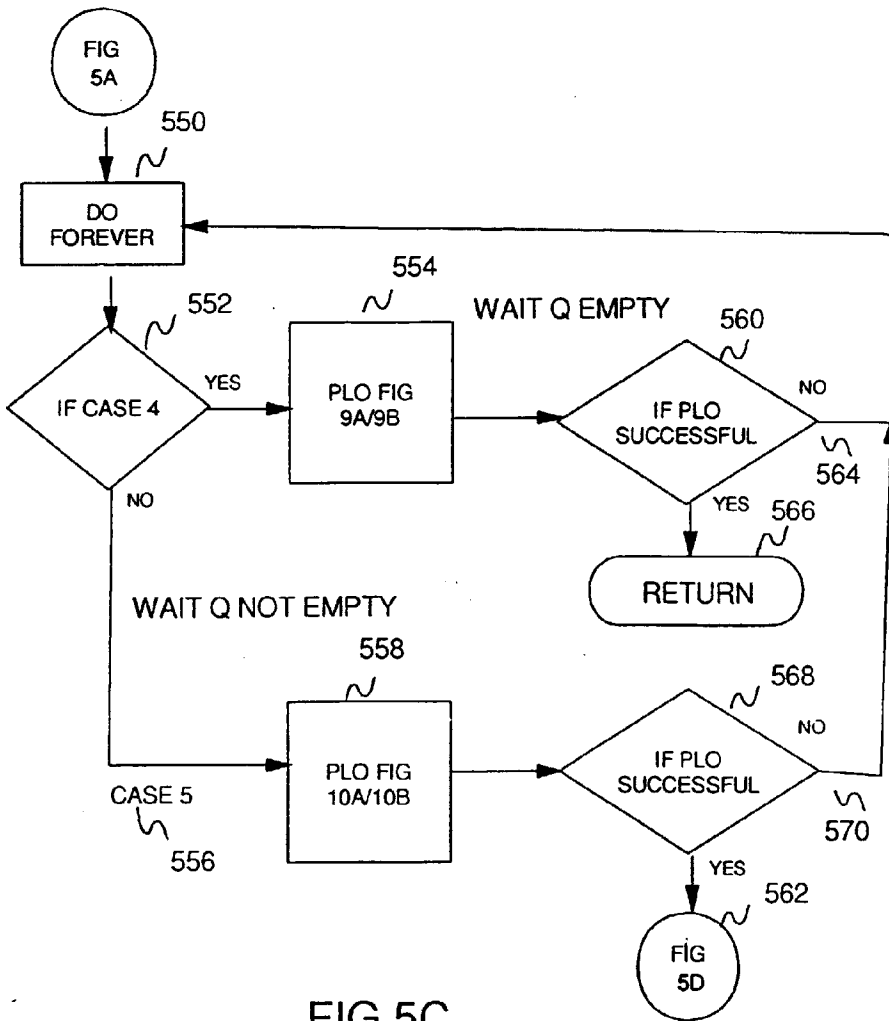 FIG
5A
550
DO
FOREVER
552
554
WAIT Q EMPTY
560
IF CASE 4
YES
PLO FIG
9A/9B
IF PLO
SUCCESSFUL
NO
564
NO
YES
566
RETURN
WAIT Q NOT EMPTY
558
568
CASE 5
556
PLO FIG
10A/10B
IF PLO
SUCCESSFUL
NO
570
YES
562
FIG
5D
FIG 5C